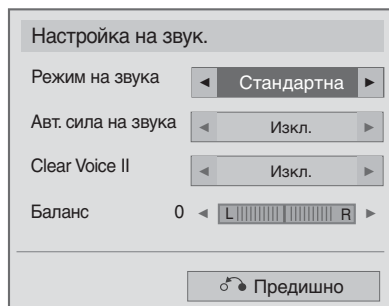 Настройка на звук.
Режим на звука ◄ Стандартна ►
Авт. сила на звука ◄ Изкл. ►
Clear Voice II ◄ Изкл. ►
Баланс 0 ◄ L R ►
Предишно